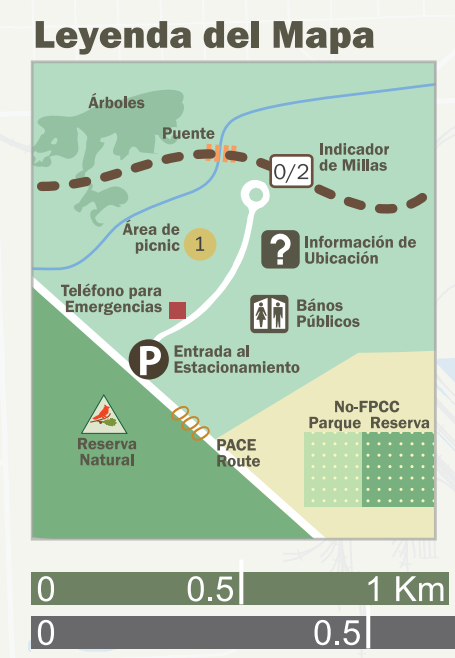 Leyenda del Mapa
Árboles
Puente
Indicador
de Millas
0/2
Área de
picnic
1
?
Información de
Ubicación
Teléfono para
Emergencias
Bános
Públicos
P
Entrada al
Estacionamiento
No-FPCC
Parque Reserva
Reserva
Natural
PACE
Route
0 0.5 1 Km
0 0.5